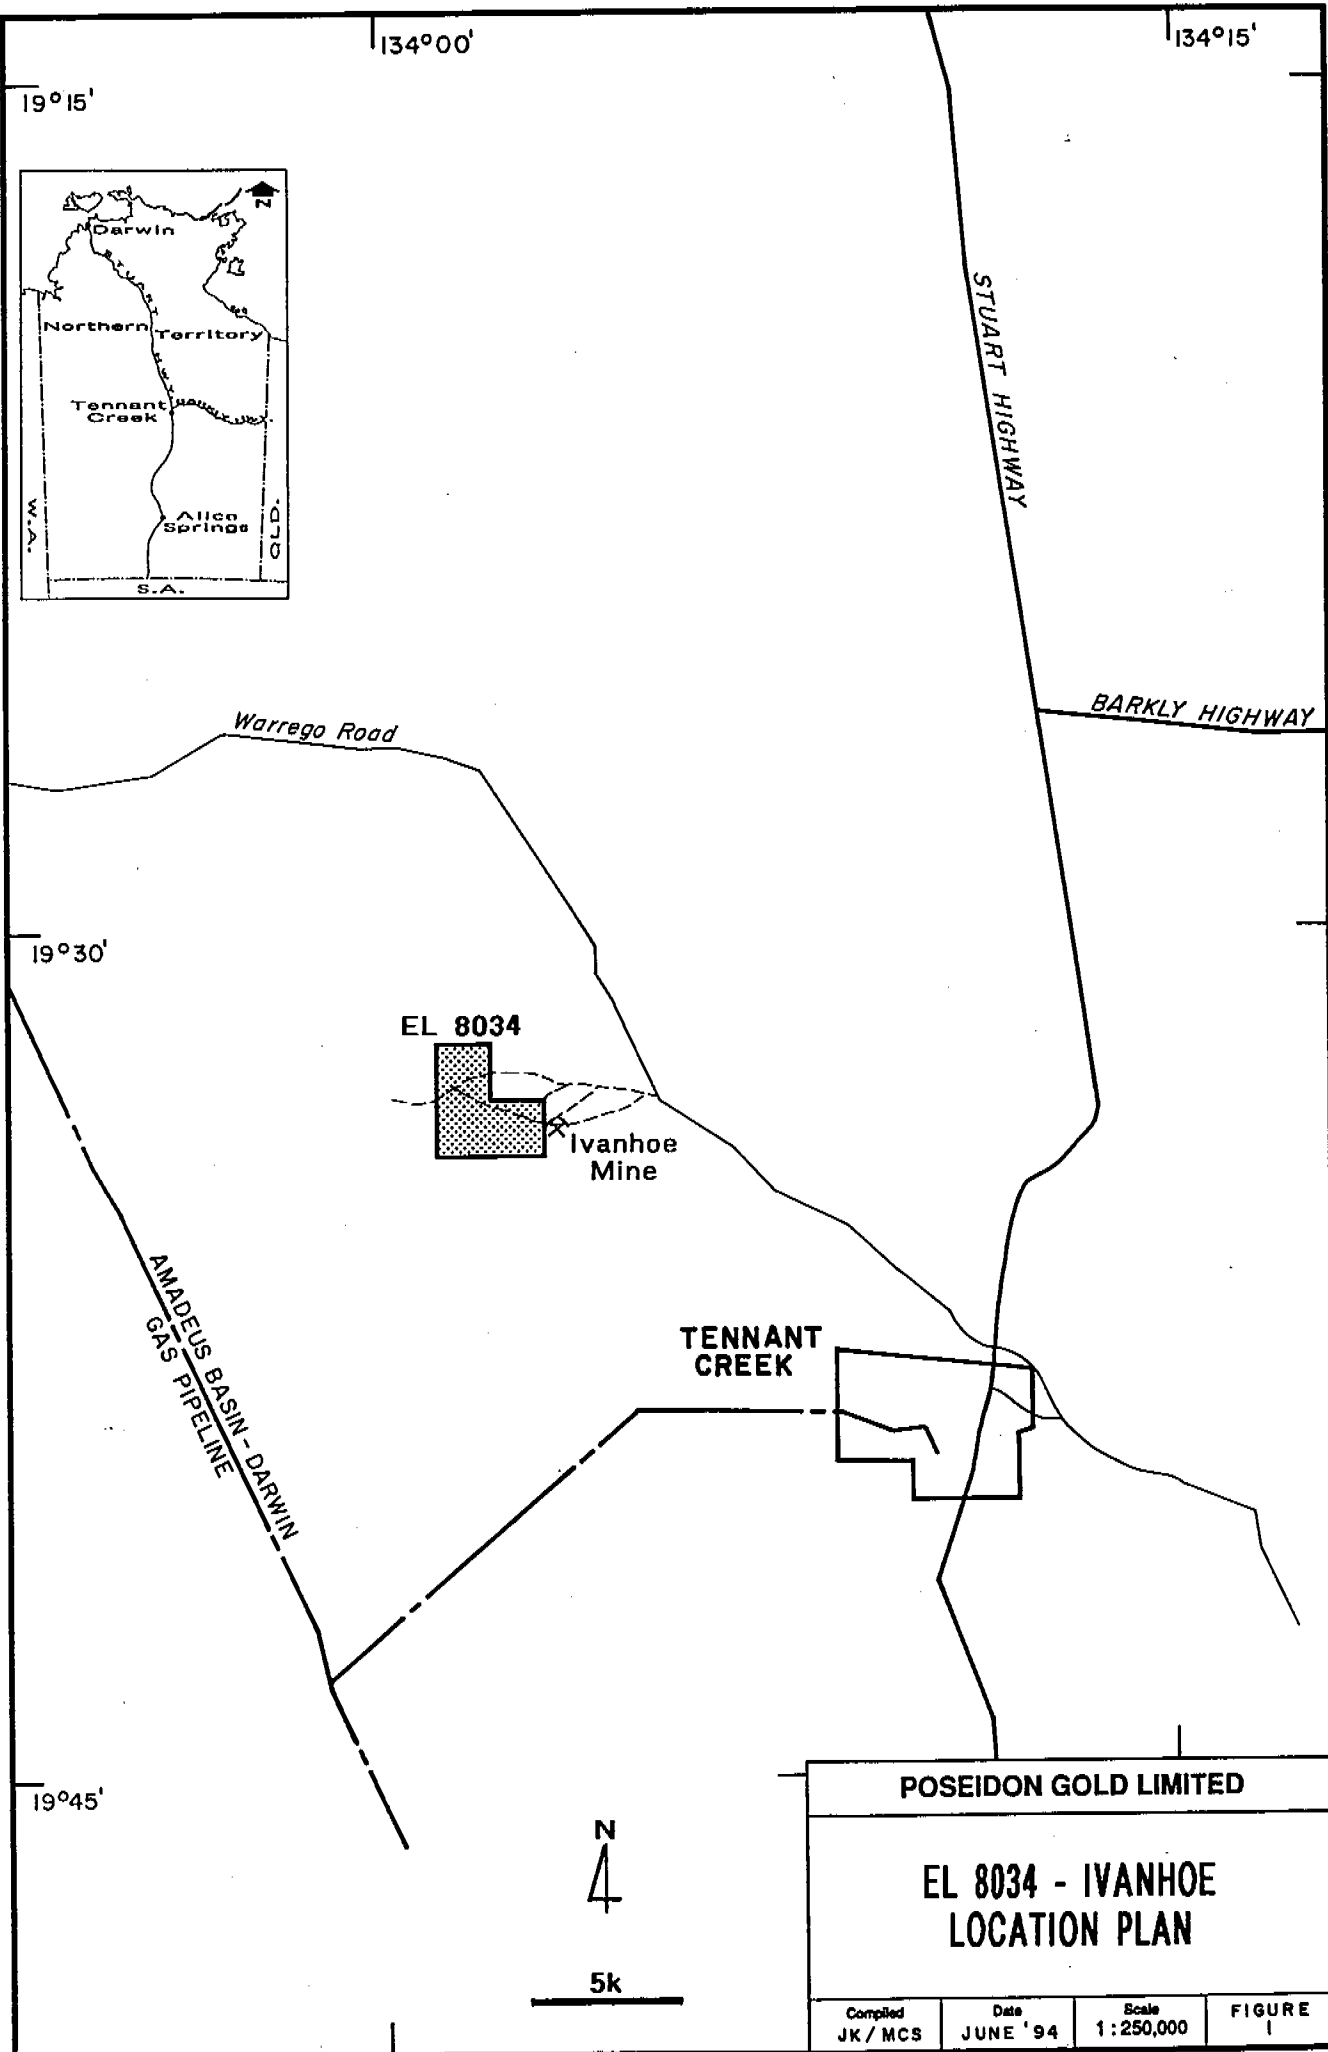 134°00'
134°15'
19°15'
N
Darwin
STUART HWY
Northern Territory
Tennant
Creek
W.A.
Alice
Springs
QLD.
S.A.
STUART HIGHWAY
BARKLY HIGHWAY
Warrego Road
19°30'
EL 8034
Ivanhoe
Mine
AMADEUS BASIN-DARWIN
GAS PIPELINE
TENNANT
CREEK
19°45'
N
5k
POSEIDON GOLD LIMITED
EL 8034 - IVANHOE
LOCATION PLAN
Compiled
JK / MCS
Date
JUNE '94
Scale
1:250,000
FIGURE
1